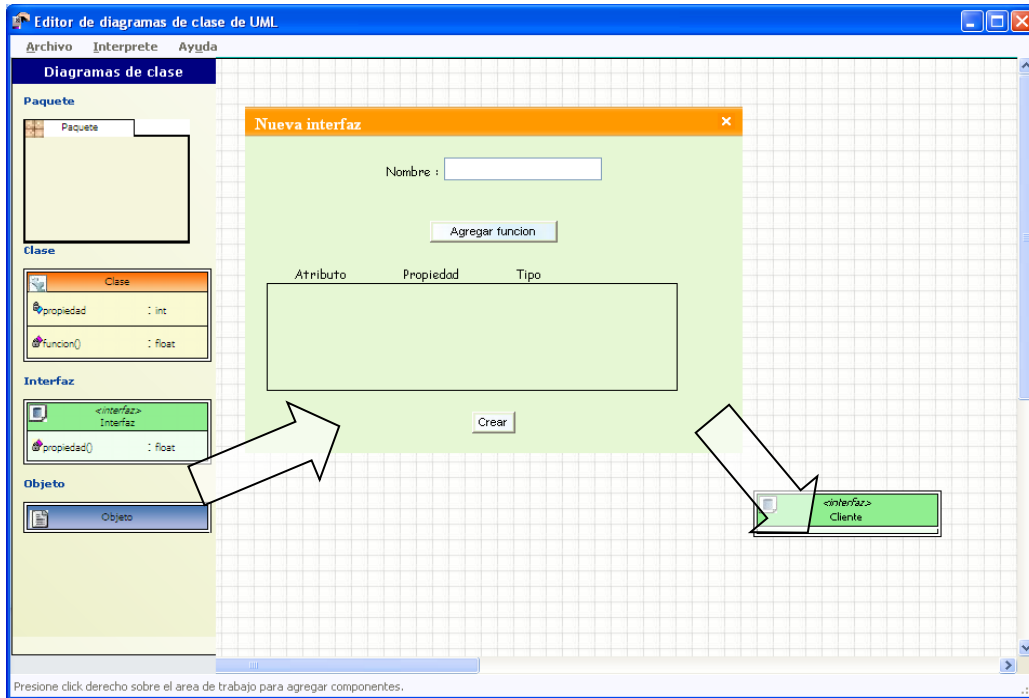 Editor de diagramas de clase de UML
Archivo Interprete Ayuda
Diagramas de clase
Paquete
Paquete
Clase
Clase
propiedad : int
funcion() : float
Interfaz
<interfaz>
Interfaz
propiedad() : float
Objeto
Objeto
Nueva interfaz
Nombre :
Agregar funcion
Atributo Propiedad Tipo
Crear
<interfaz>
Cliente
Presione click derecho sobre el area de trabajo para agregar componentes.